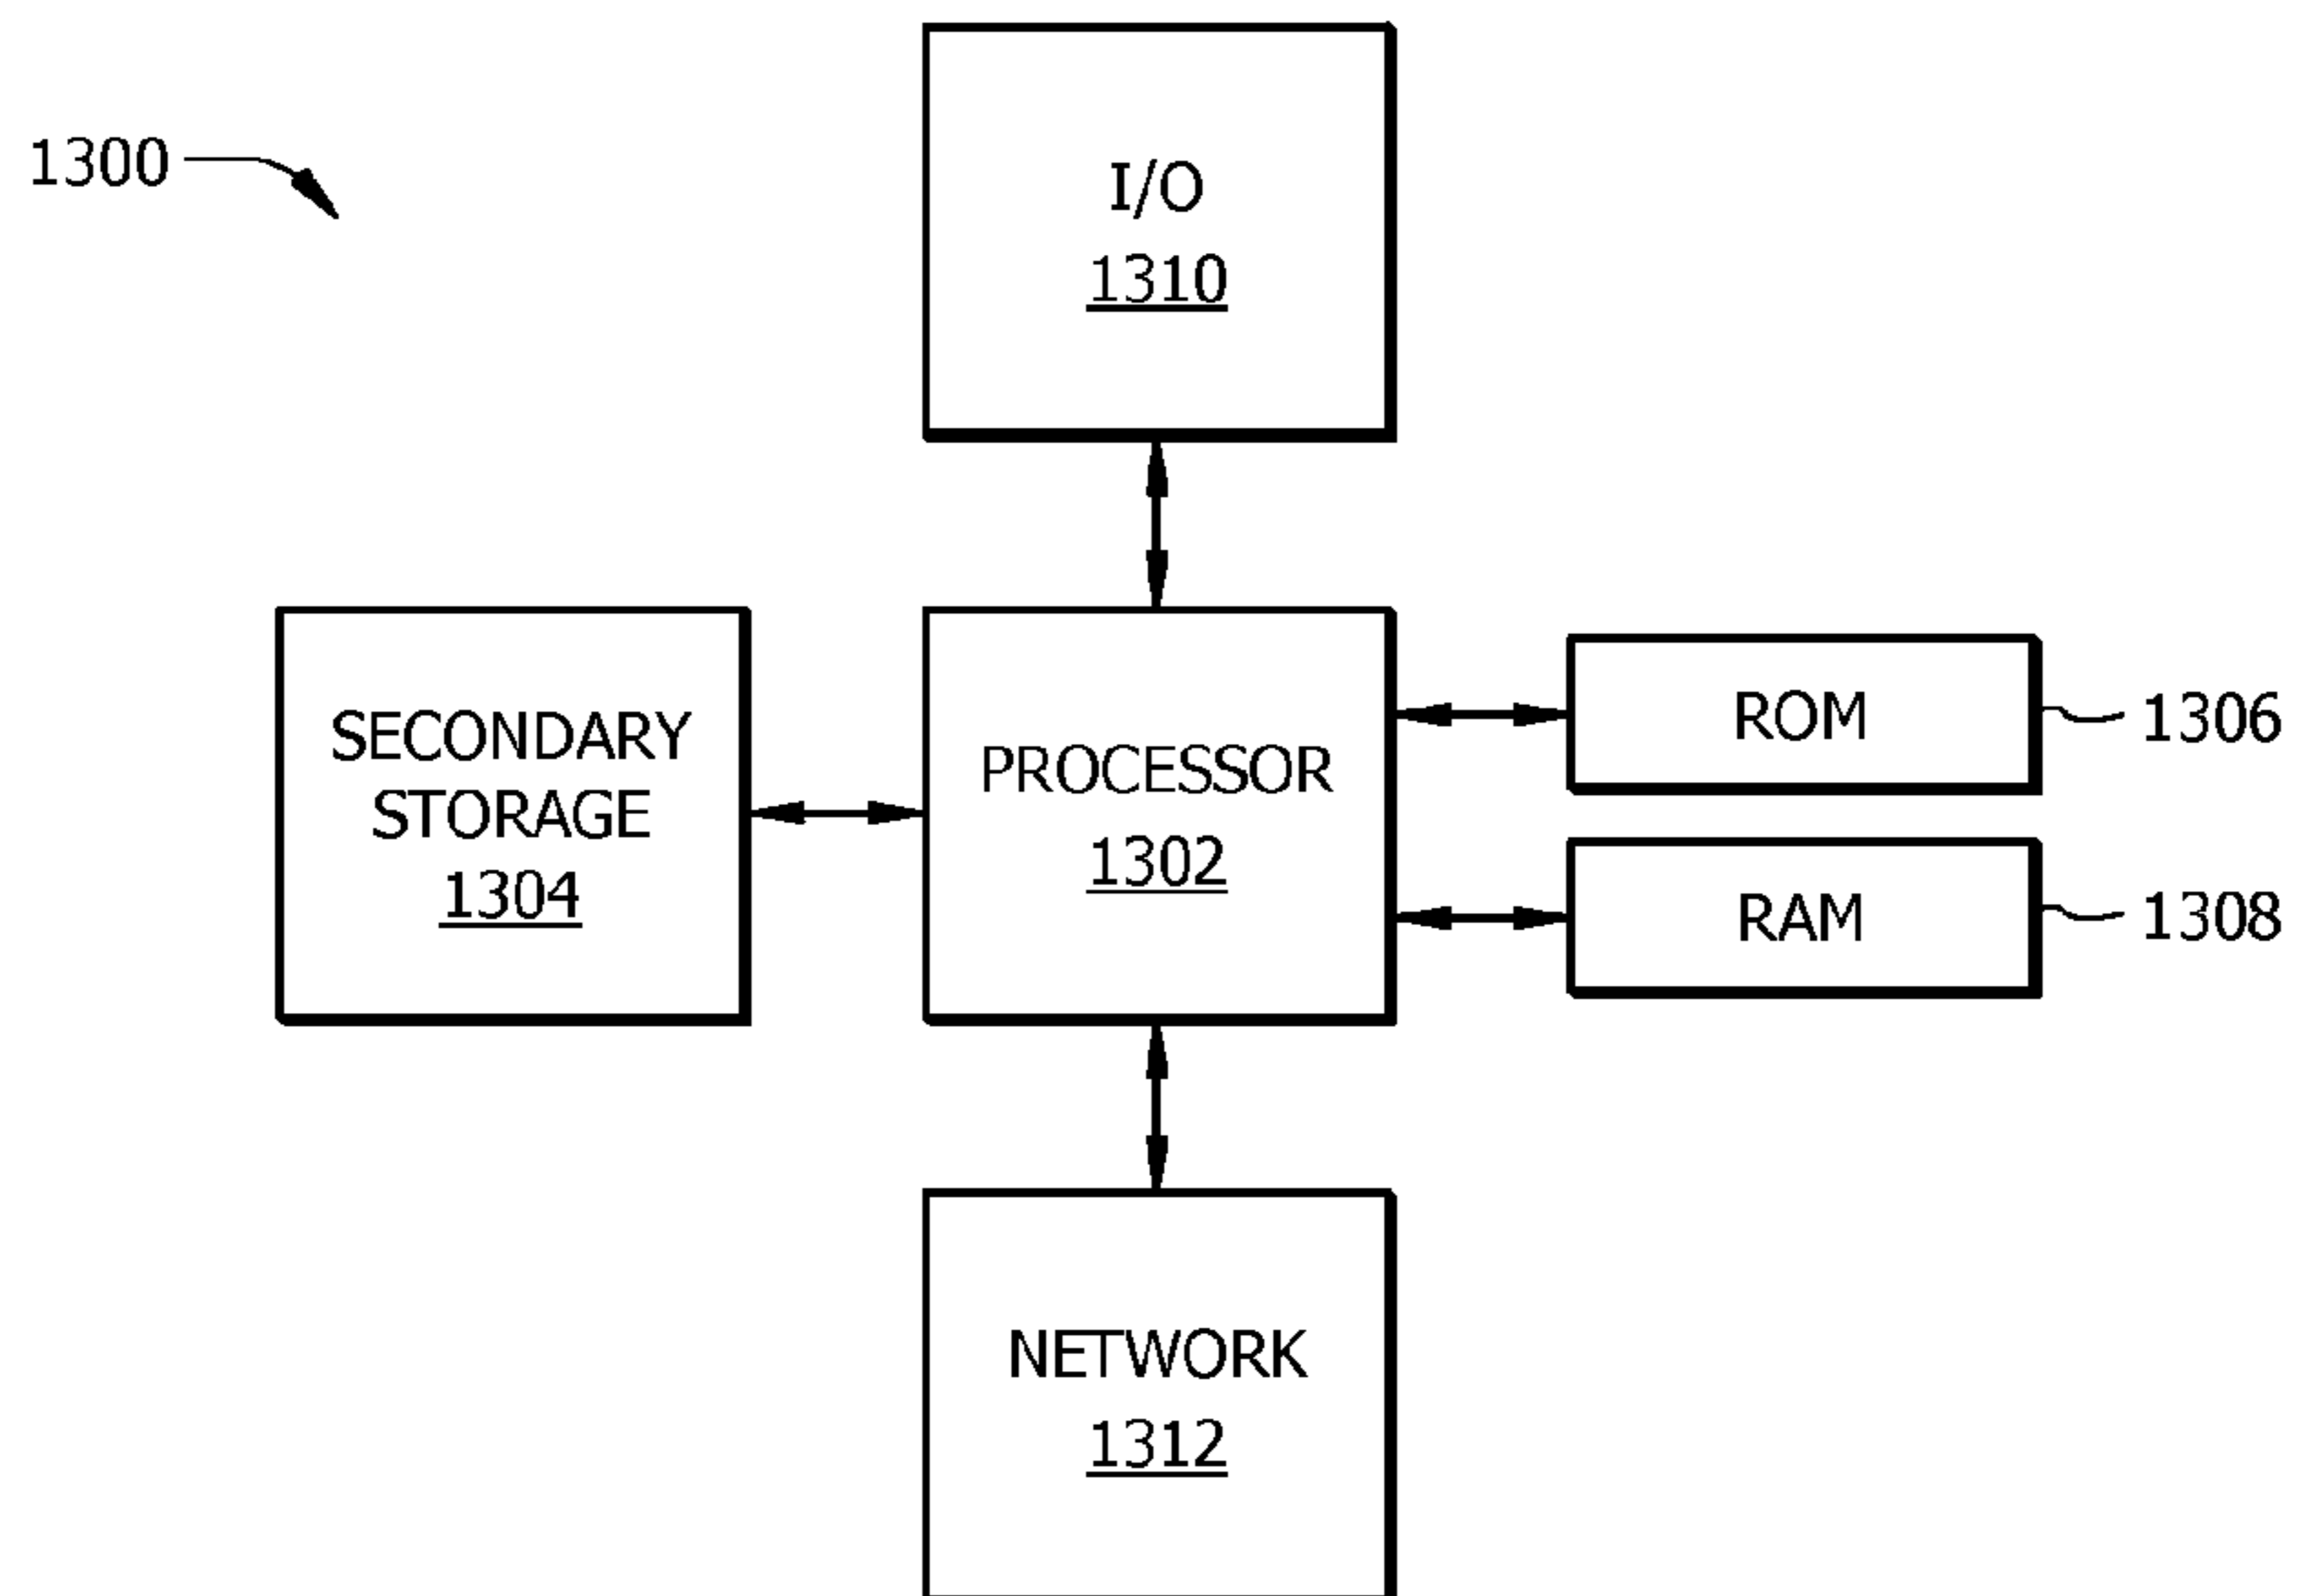 1300
I/O
1310
SECONDARY
STORAGE
1304
PROCESSOR
1302
ROM
1306
RAM
1308
NETWORK
1312